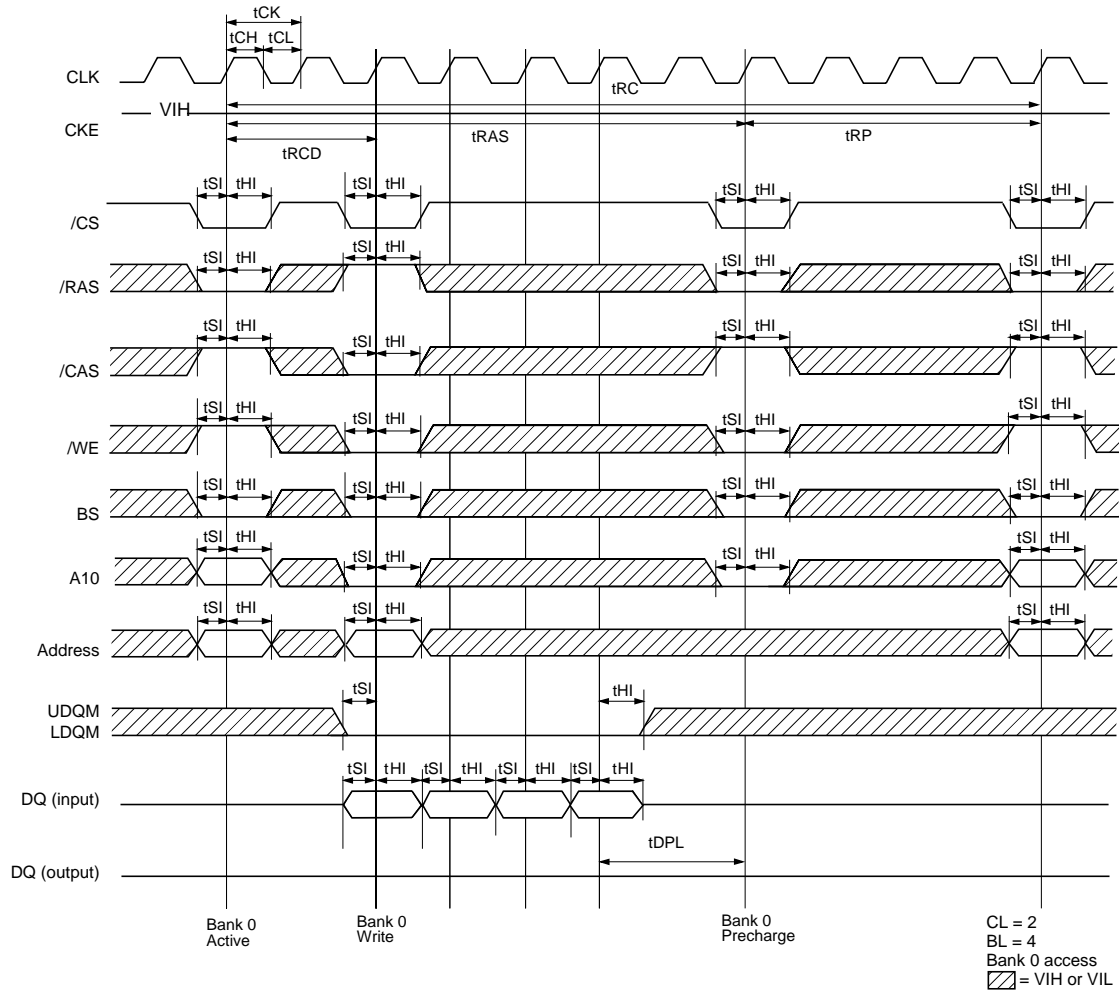 tCK
tCH tCL
CLK
tRC
VIH
CKE
tRAS tRP
tRCD
tSI tHI tSI tHI tSI tHI tSI tHI
/CS
tSI tHI
/RAS
tSI tHI tSI tHI tSI tHI
tSI tHI tSI tHI tSI tHI
tSI tHI
/CAS
tSI tHI tSI tHI
tSI tHI tSI tHI
/WE
tSI tHI tSI tHI tSI tHI tSI tHI
BS
tSI tHI tSI tHI tSI tHI tSI tHI
A10
tSI tHI tSI tHI tSI tHI
Address
tSI tHI
UDQM
LDQM
tSI tHI tSI tHI tSI tHI tSI tHI
DQ (input)
tDPL
DQ (output)
Bank 0
Active
Bank 0
Write
Bank 0
Precharge
CL = 2
BL = 4
Bank 0 access
= VIH or VIL